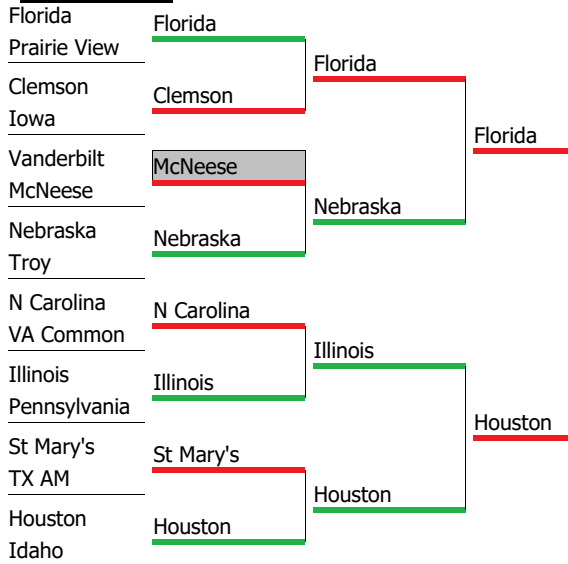 Florida
Prairie View
Clemson
Iowa
Vanderbilt
McNeese
Nebraska
Troy
N Carolina
VA Common
Illinois
Pennsylvania
St Mary's
TX AM
Houston
Idaho
Florida
Clemson
McNeese
Nebraska
N Carolina
Illinois
St Mary's
Houston
Florida
Nebraska
Illinois
Houston
Florida
Houston